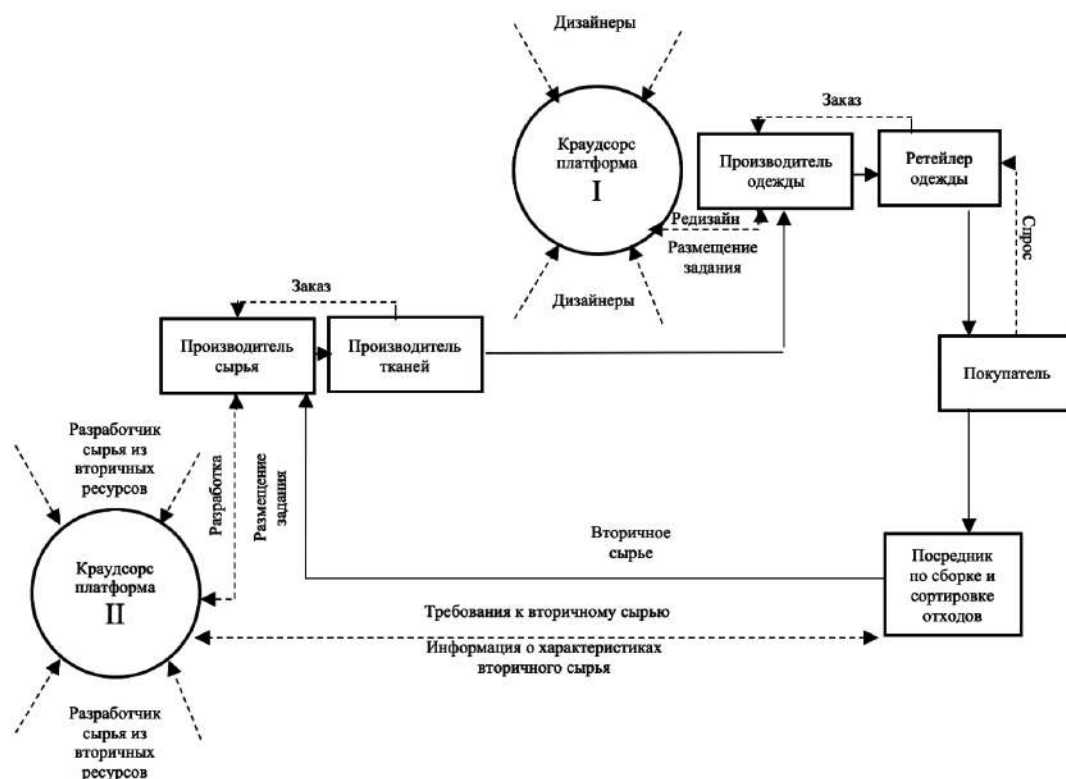 Дизайнеры
Краудсорс
платформа
I
Заказ
Производитель
одежды
Ретейлер
одежды
Редизайн
Размещение
задания
Спрос
Дизайнеры
Заказ
Производитель
сырья
Производитель
тканей
Покупатель
Разработчик
сырья из
вторичных
ресурсов
Разработка
Размещение
задания
Краудсорс
платформа
II
Вторичное
сырье
Посредник
по сборке и
сортировке
отходов
Требования к вторичному сырью
Информация о характеристиках
вторичного сырья
Разработчик
сырья из
вторичных
ресурсов